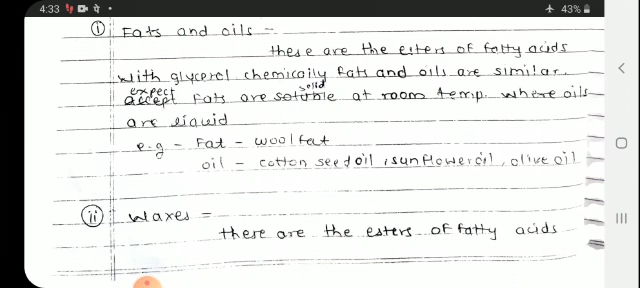 4:33
43%
(i) Fats and oils -
these are the esters of fatty acids
with glycerol chemically fats and oils are similar.
expect solid
accept Fats are soluble at room temp. where oils
are liquid
e.g - Fat - wool fat
oil - cotton seed oil, sunflower oil, olive oil
(ii) Waxes =
these are the esters of fatty acids